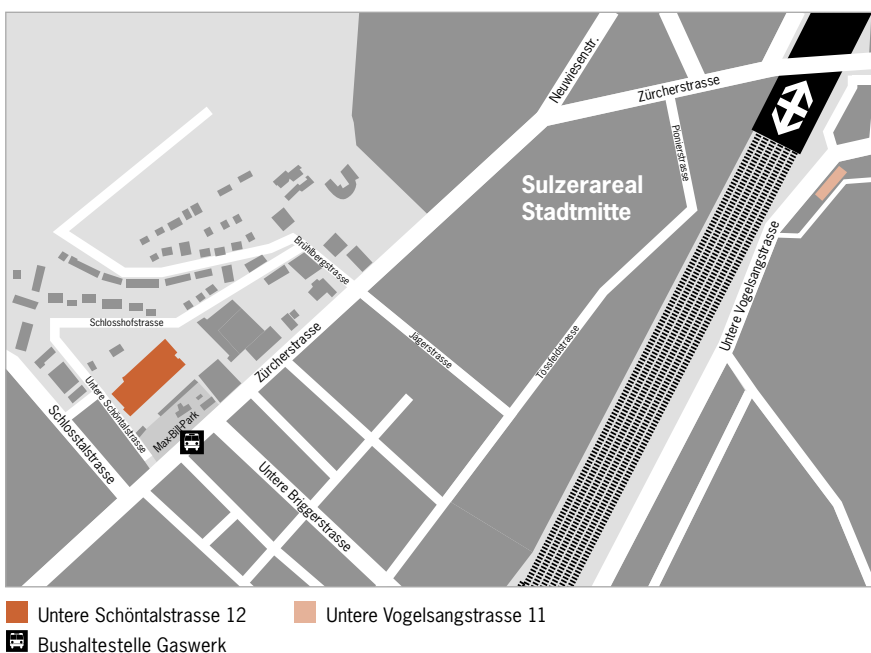 Neuwiesenstr.
Zürcherstrasse
Pionierstrasse
Sulzerareal
Stadtmitte
Brühlbergstrasse
Untere Vogelsangstrasse
Schlosshofstrasse
Zürcherstrasse
Jägerstrasse
Tössfeldstrasse
Untere Schöntalstrasse
Schlosstalstrasse
Max-Bill-Park
Untere Briggerstrasse
Untere Schöntalstrasse 12
Untere Vogelsangstrasse 11
Bushaltestelle Gaswerk